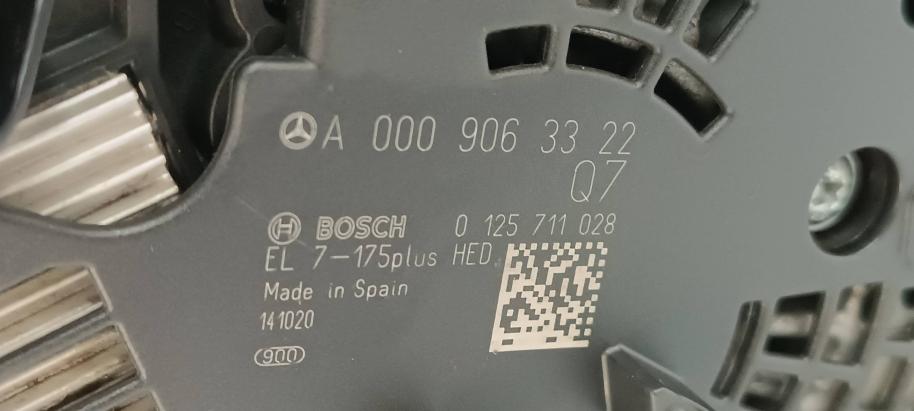 A 000 906 33 22
Q7
BOSCH 0 125 711 028
EL 7-175plus HED
Made in Spain
141020
900